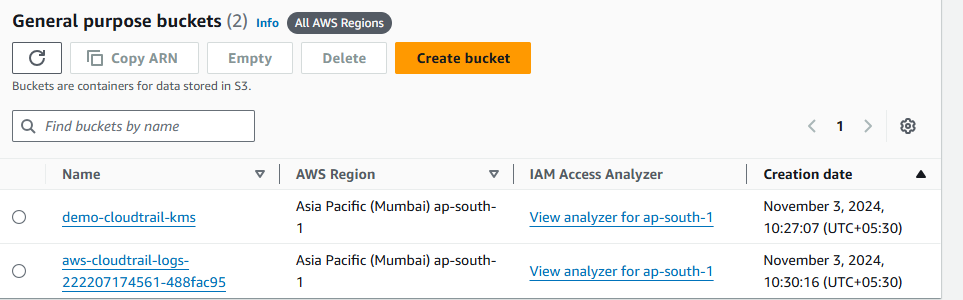 General purpose buckets (2) Info All AWS Regions
Copy ARN Empty Delete Create bucket
Buckets are containers for data stored in S3.
Find buckets by name 1
Name AWS Region IAM Access Analyzer Creation date
demo-cloudtrail-kms Asia Pacific (Mumbai) ap-south-1 View analyzer for ap-south-1 November 3, 2024, 10:27:07 (UTC+05:30)
aws-cloudtrail-logs-222207174561-488fac95 Asia Pacific (Mumbai) ap-south-1 View analyzer for ap-south-1 November 3, 2024, 10:30:16 (UTC+05:30)